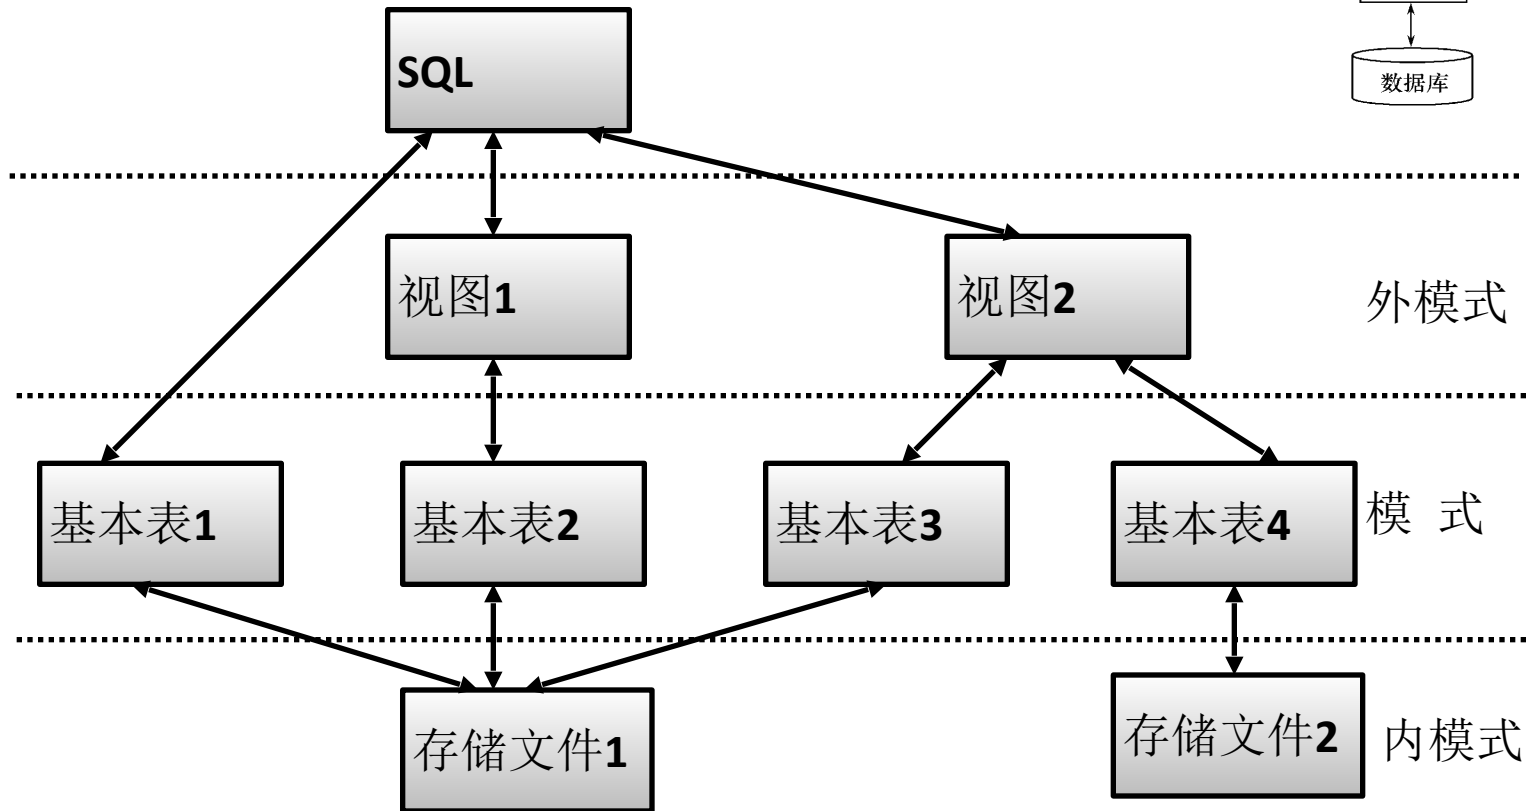 SQL
数据库
视图1
视图2
外模式
基本表1
基本表2
基本表3
基本表4
模 式
存储文件1
存储文件2
内模式